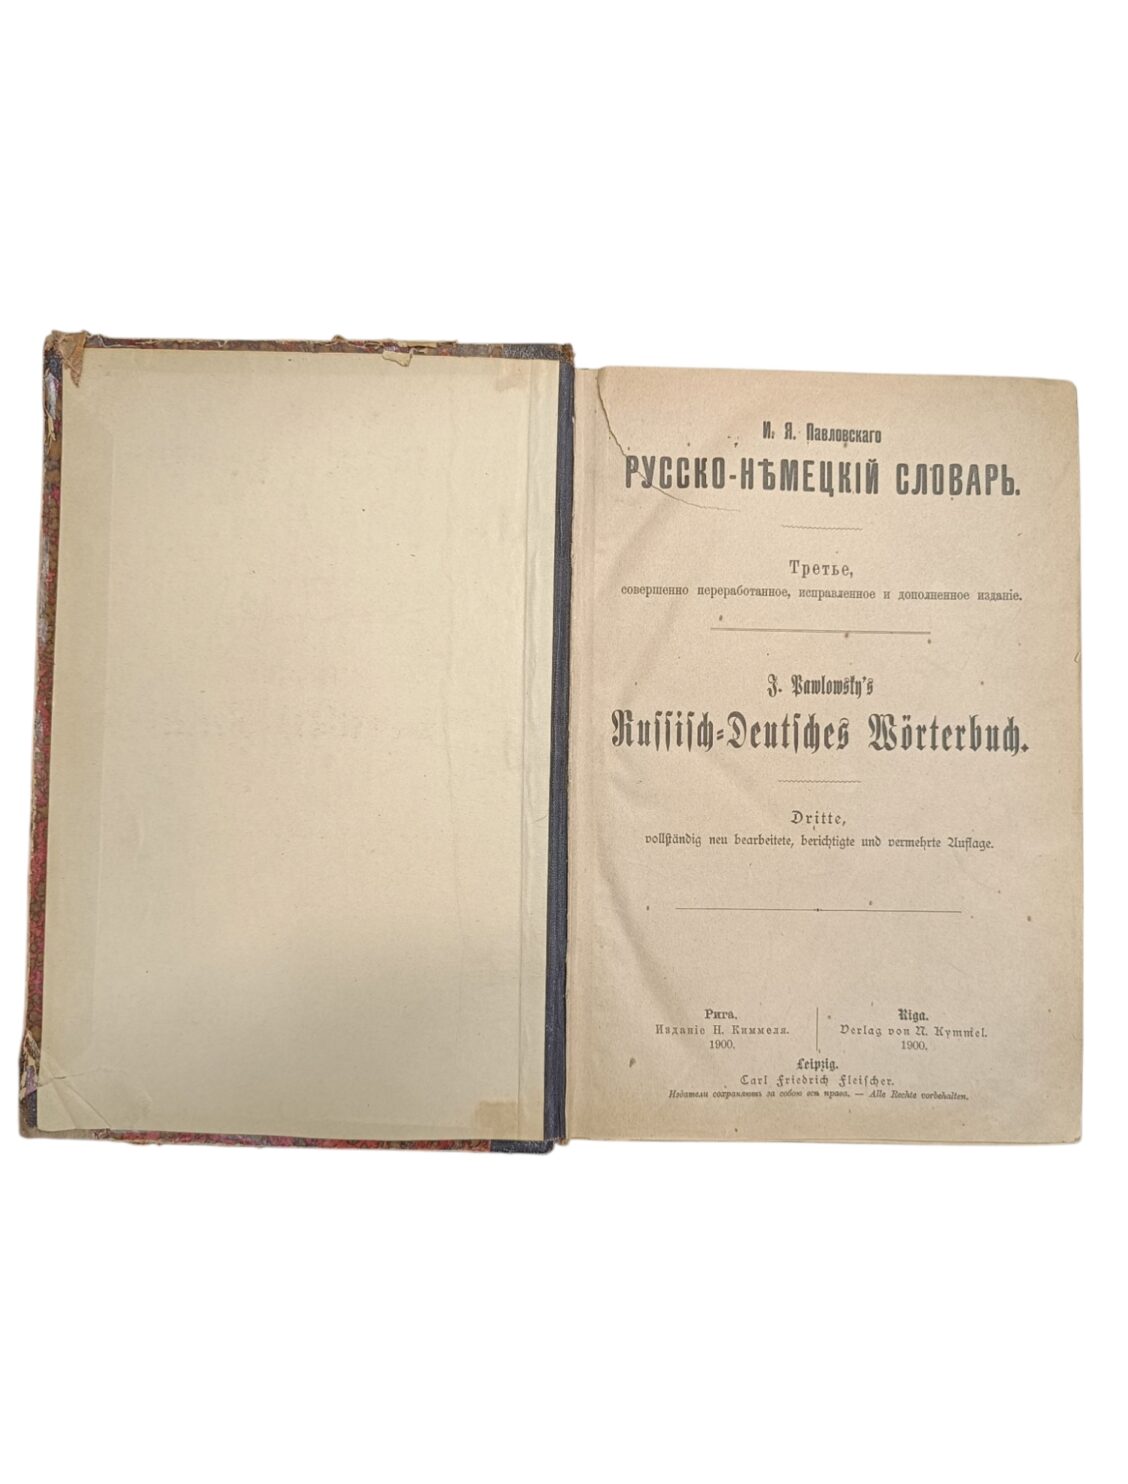 И. Я. Павловскаго
РУССКО-НѢМЕЦКІЙ СЛОВАРЬ.
Третье,
совершенно переработанное, исправленное и дополненное изданіе.
J. Pawlowsky's
Russisch-Deutsches Wörterbuch.
Dritte,
vollständig neu bearbeitete, berichtigte und vermehrte Auflage.
Рига.
Изданіе Н. Киммеля.
1900.
Riga.
Verlag von N. Kymmel.
1900.
Leipzig.
Carl Friedrich Fleischer.
Издатели сохраняютъ за собою всѣ права. — Alle Rechte vorbehalten.